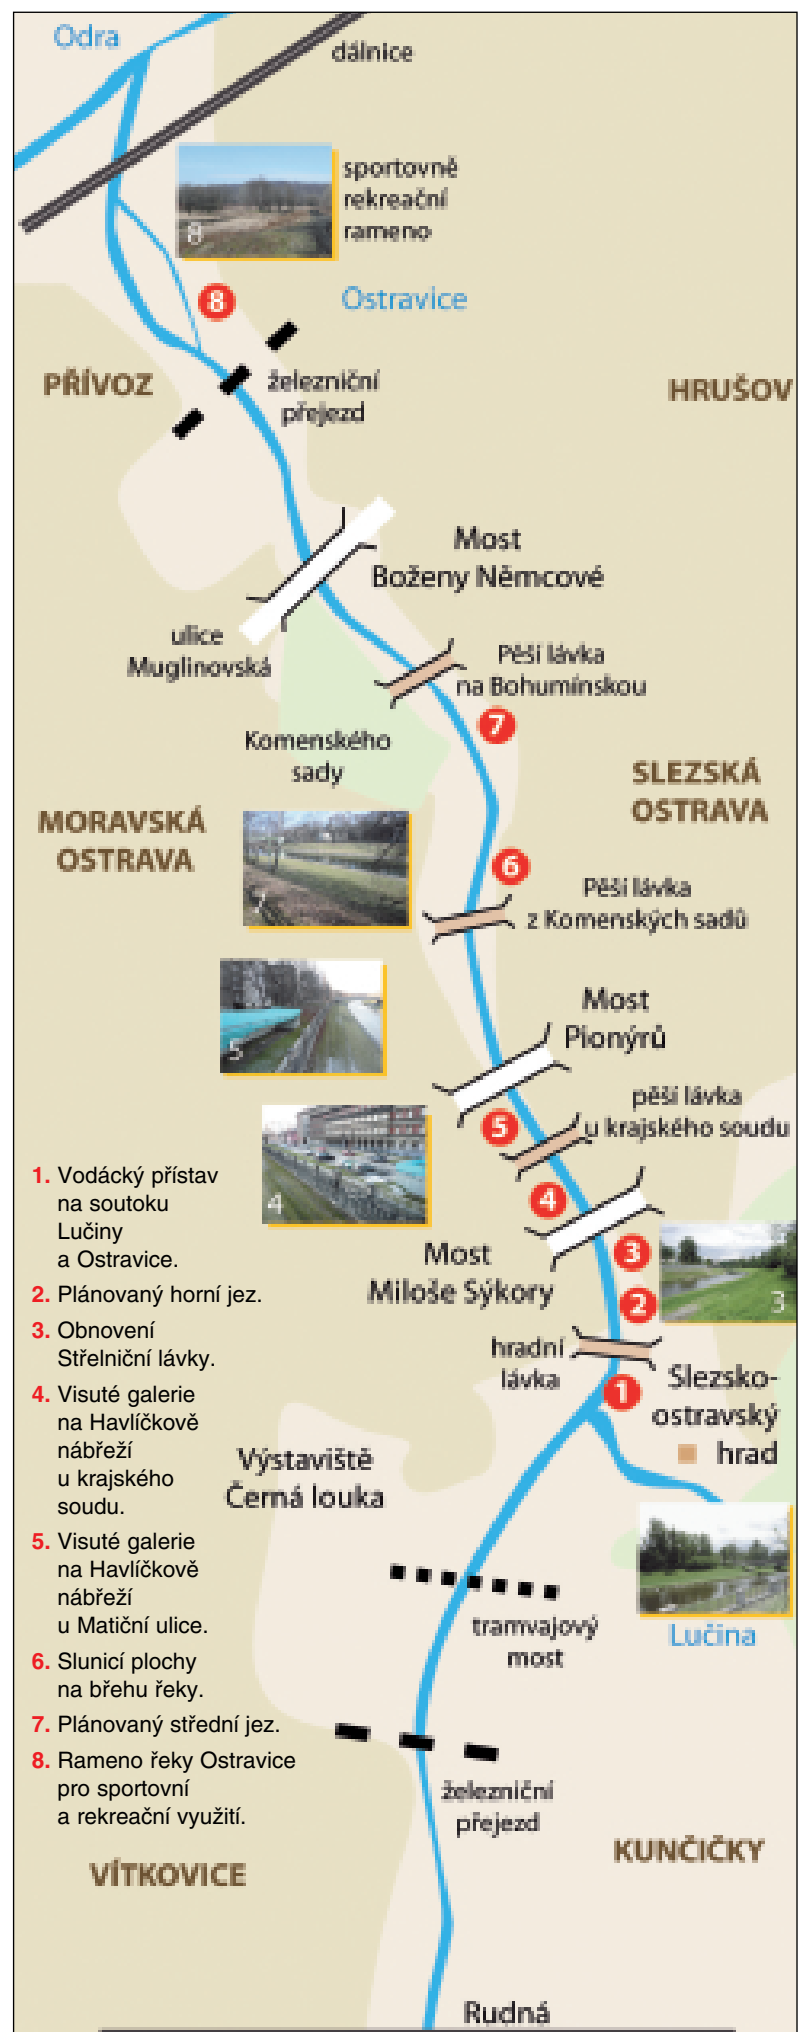 Odra
dálnice
sportovně
rekreační
rameno
8
8
Ostravice
PŘÍVOZ
železniční
přejezd
HRUŠOV
Most
Boženy Němcové
ulice
Muglinovská
Pěší lávka
na Bohumínskou
7
Komenského
sady
SLEZSKÁ
OSTRAVA
MORAVSKÁ
OSTRAVA
7
6
Pěší lávka
z Komenských sadů
5
Most
Pionýrů
pěší lávka
u krajského soudu
5
4
4
3
3
2
Most
Miloše Sýkory
hradní
lávka
1
Slezsko-
ostravský
hrad
Výstaviště
Černá louka
tramvajový
most
Lučina
železniční
přejezd
KUNČIČKY
VÍTKOVICE
Rudná
1. Vodácký přístav
na soutoku
Lučiny
a Ostravice.
2. Plánovaný horní jez.
3. Obnovení
Střelniční lávky.
4. Visuté galerie
na Havlíčkově
nábřeží
u krajského
soudu.
5. Visuté galerie
na Havlíčkově
nábřeží
u Matiční ulice.
6. Slunicí plochy
na břehu řeky.
7. Plánovaný střední jez.
8. Rameno řeky Ostravice
pro sportovní
a rekreační využití.